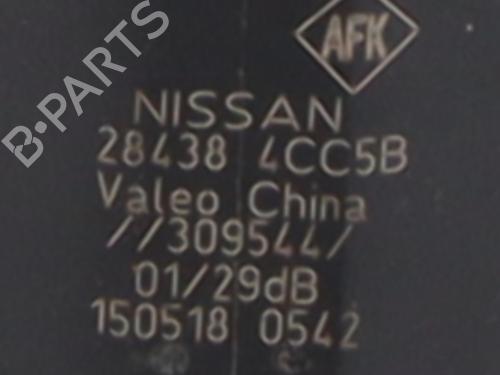 B-PARTS
AFK
NISSAN
28438 4CC5B
Valeo China
//309544/
01/29dB
150518 0542